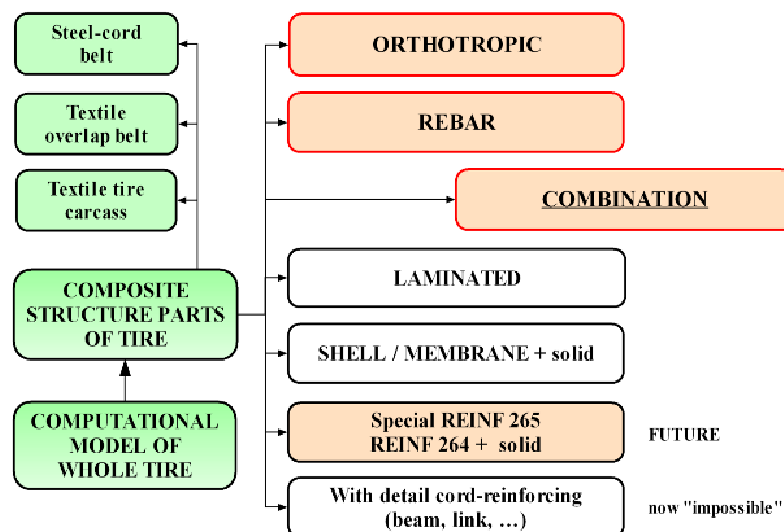 Steel-cord
belt
Textile
overlap belt
Textile tire
carcass
COMPOSITE
STRUCTURE PARTS
OF TIRE
COMPUTATIONAL
MODEL OF
WHOLE TIRE
ORTHOTROPIC
REBAR
COMBINATION
LAMINATED
SHELL / MEMBRANE + solid
Special REINF 265
REINF 264 + solid
FUTURE
With detail cord-reinforcing
(beam, link, …)
now "impossible"